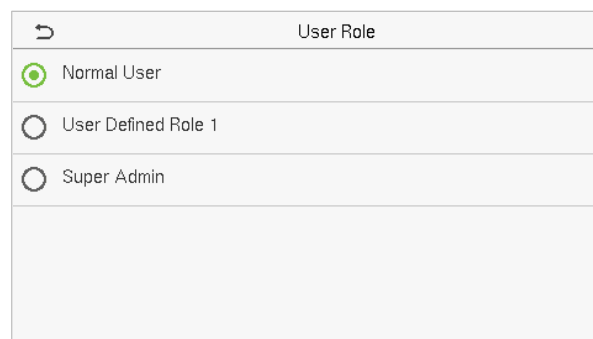 User Role
Normal User
User Defined Role 1
Super Admin